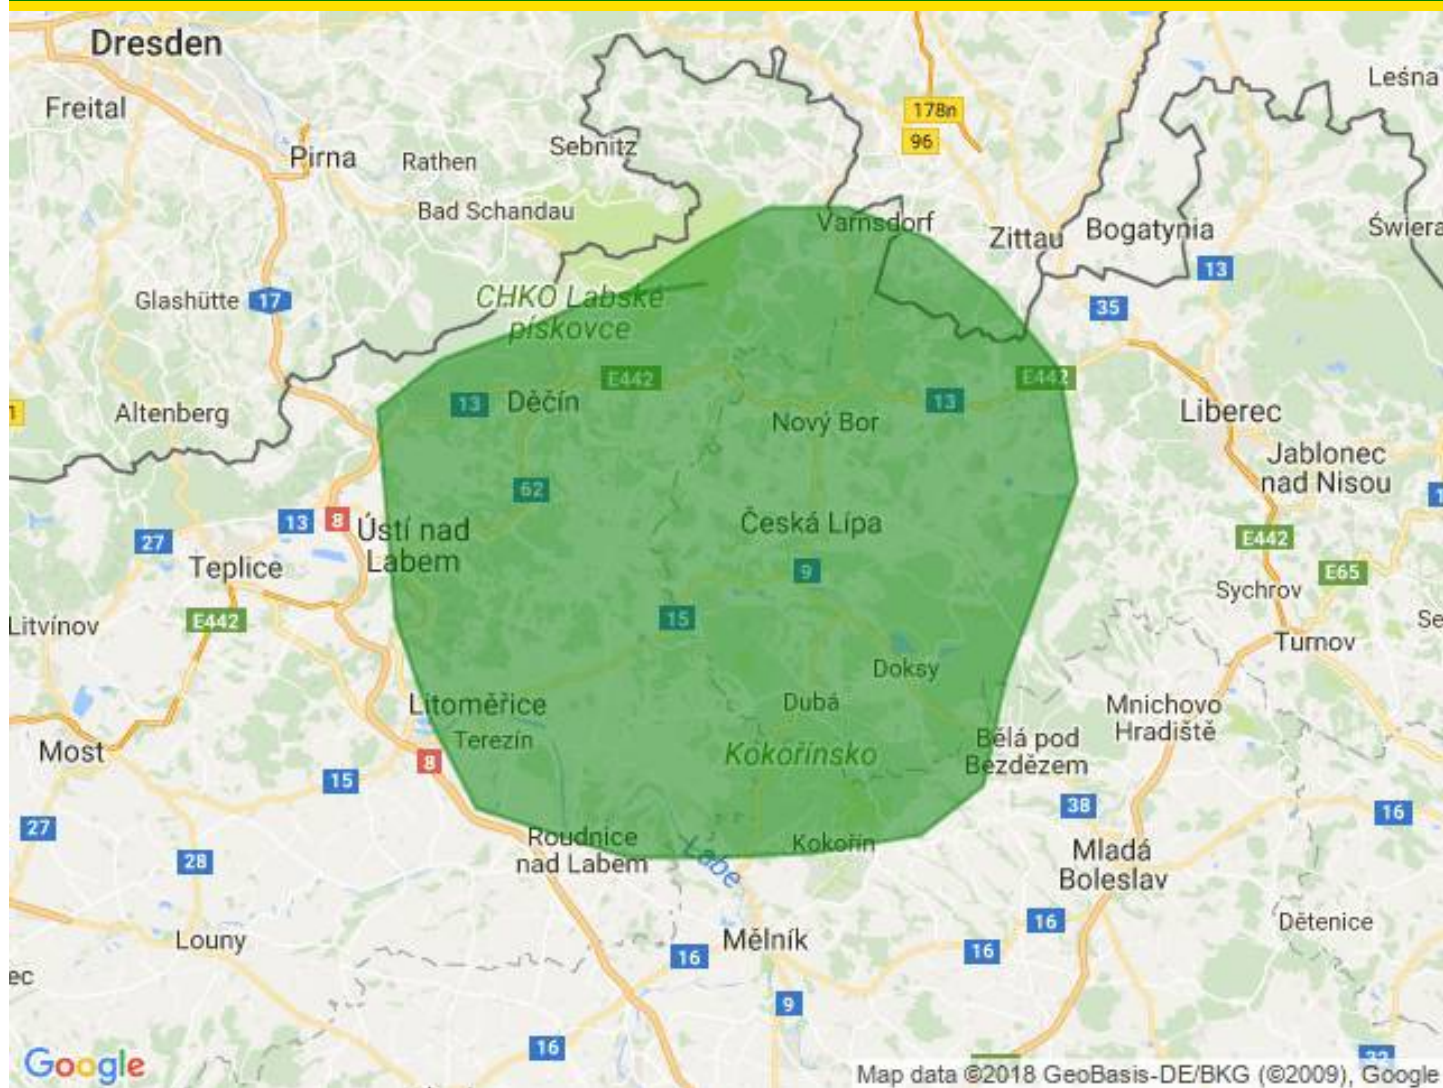 Dresden
Leśna
Freital
178n
96
Sebnitz
Pirna
Rathen
Bad Schandau
Varnsdorf
Zittau
Bogatynia
Świera
13
Glashütte
17
CHKO Labské
pískovce
35
E442
E442
13
Děčín
13
Altenberg
1
Nový Bor
Liberec
Jablonec
nad Nisou
62
13
8
Ústí nad
Labem
Česká Lípa
27
E442
Teplice
9
E65
Sychrov
E442
15
Litvínov
Se
Turnov
Doksy
Litoměřice
Dubá
Mnichovo
Hradiště
Terezín
Most
Kokořínsko
Bělá pod
Bezdězem
8
15
38
16
27
Roudnice
nad Labem
Labe
Kokořín
28
Mladá
Boleslav
16
Dětenice
Louny
Mělník
16
16
ec
9
16
32
Google
Map data ©2018 GeoBasis-DE/BKG (©2009), Google